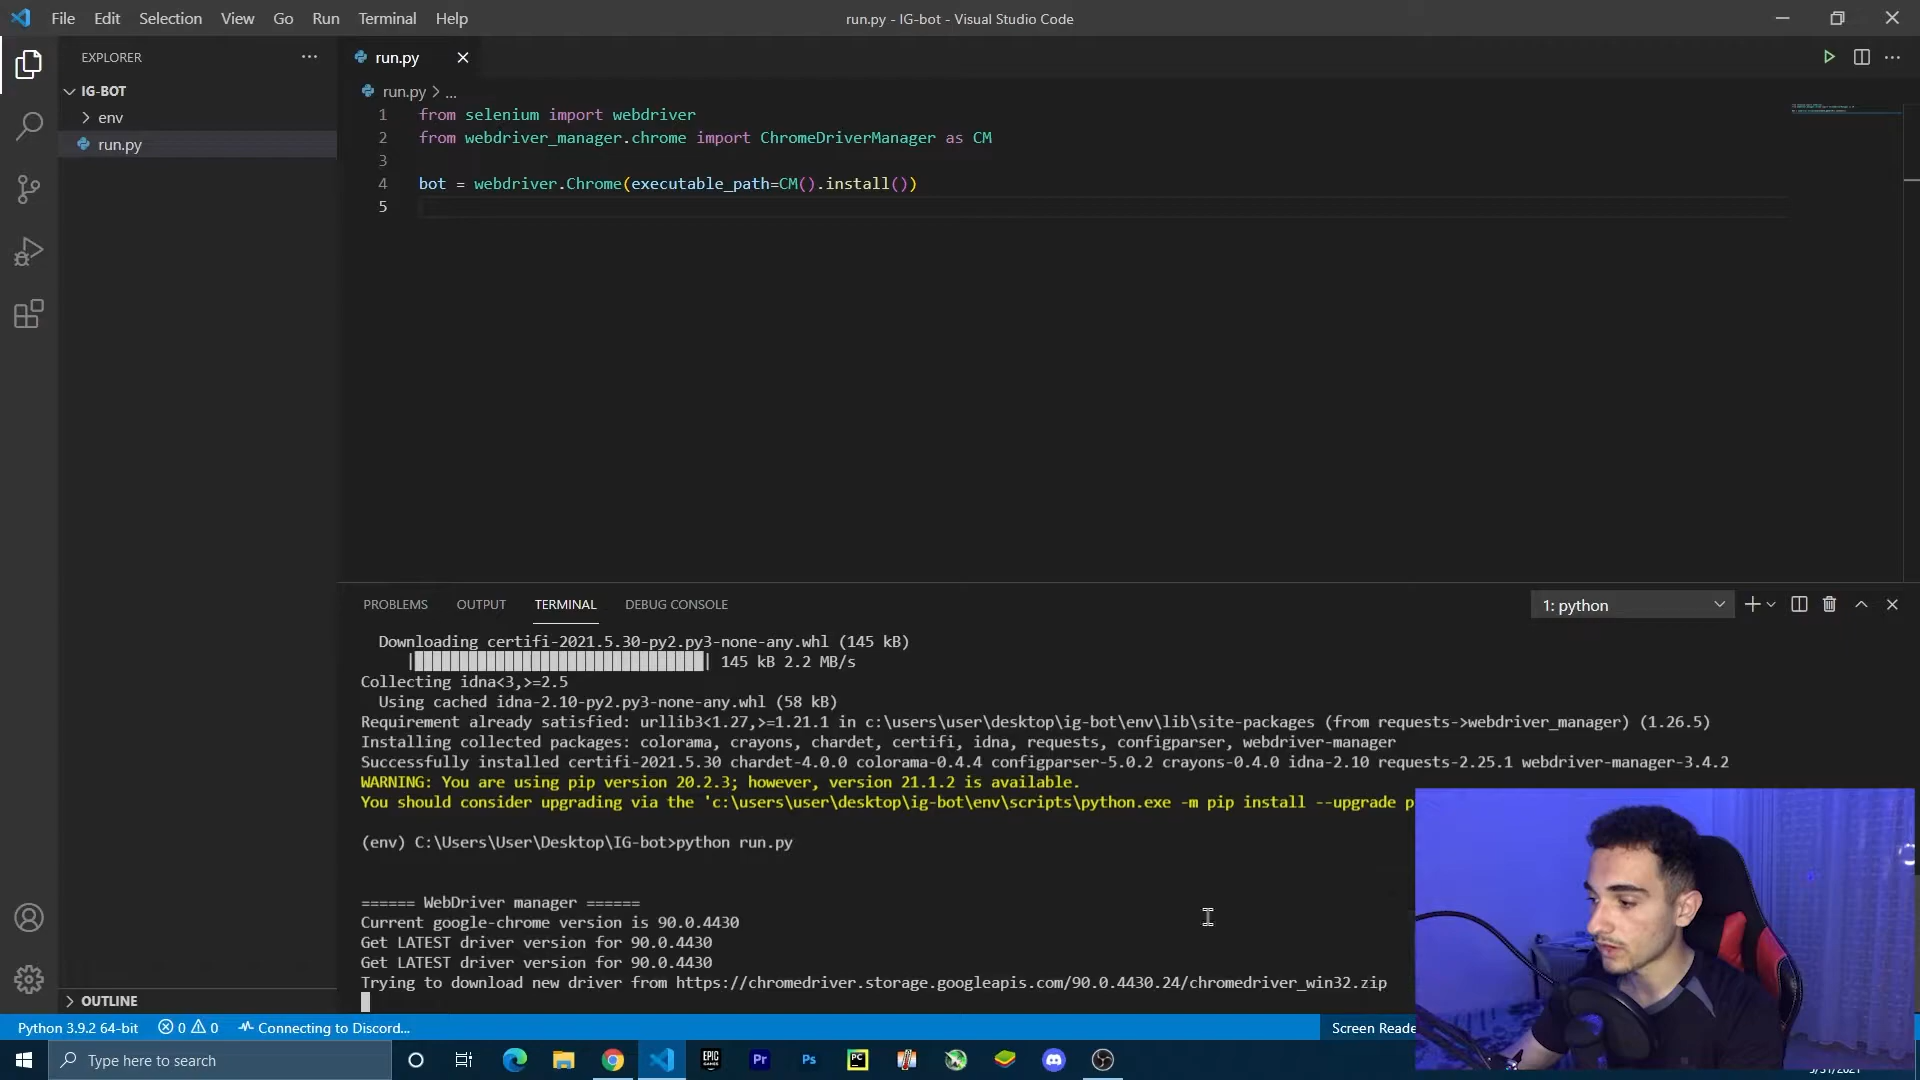 File Edit Selection View Go Run Terminal Help
run.py - IG-bot - Visual Studio Code
EXPLORER
IG-BOT
env
run.py
OUTLINE
run.py
run.py > ...
1 from selenium import webdriver
2 from webdriver_manager.chrome import ChromeDriverManager as CM
3
4 bot = webdriver.Chrome(executable_path=CM().install())
5
PROBLEMS OUTPUT TERMINAL DEBUG CONSOLE
1: python
Downloading certifi-2021.5.30-py2.py3-none-any.whl (145 kB)
145 kB 2.2 MB/s
Collecting idna<3,>=2.5
Using cached idna-2.10-py2.py3-none-any.whl (58 kB)
Requirement already satisfied: urllib3<1.27,>=1.21.1 in c:\users\user\desktop\ig-bot\env\lib\site-packages (from requests->webdriver_manager) (1.26.5)
Installing collected packages: colorama, crayons, chardet, certifi, idna, requests, configparser, webdriver-manager
Successfully installed certifi-2021.5.30 chardet-4.0.0 colorama-0.4.4 configparser-5.0.2 crayons-0.4.0 idna-2.10 requests-2.25.1 webdriver-manager-3.4.2
WARNING: You are using pip version 20.2.3; however, version 21.1.2 is available.
You should consider upgrading via the 'c:\users\user\desktop\ig-bot\env\scripts\python.exe -m pip install --upgrade p
(env) C:\Users\User\Desktop\IG-bot>python run.py
====== WebDriver manager ======
Current google-chrome version is 90.0.4430
Get LATEST driver version for 90.0.4430
Get LATEST driver version for 90.0.4430
Trying to download new driver from https://chromedriver.storage.googleapis.com/90.0.4430.24/chromedriver_win32.zip
Python 3.9.2 64-bit 0 0 Connecting to Discord... Screen Reade
Type here to search
EPIC GAMES
Pr
Ps
PC